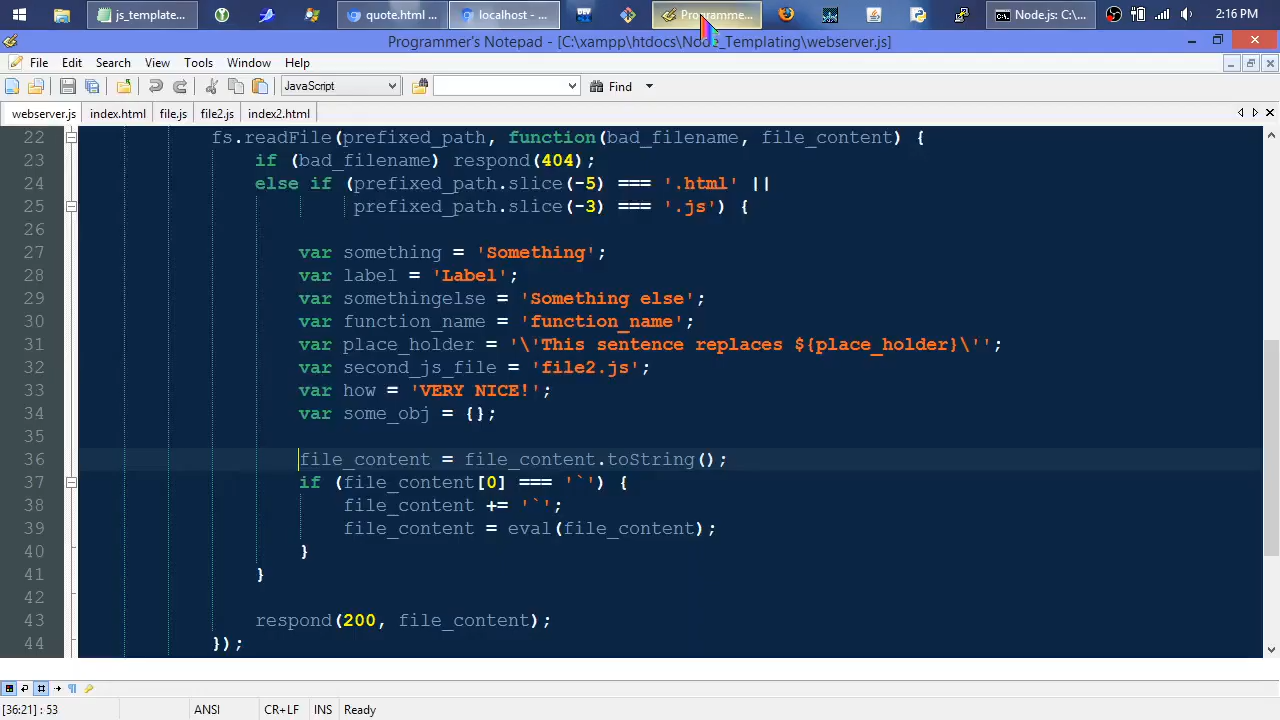 js_template...
quote.html ...
localhost - ...
Programme...
Node.js: C:\...
2:16 PM
Programmer's Notepad - [C:\xampp\htdocs\Node_Templating\webserver.js]
File Edit Search View Tools Window Help
JavaScript
Find
webserver.js index.html file.js file2.js index2.html
22 fs.readFile(prefixed_path, function(bad_filename, file_content) {
23 if (bad_filename) respond(404);
24 else if (prefixed_path.slice(-5) === '.html' ||
25 prefixed_path.slice(-3) === '.js') {
26
27 var something = 'Something';
28 var label = 'Label';
29 var somethingelse = 'Something else';
30 var function_name = 'function_name';
31 var place_holder = '\'This sentence replaces ${place_holder}\'';
32 var second_js_file = 'file2.js';
33 var how = 'VERY NICE!';
34 var some_obj = {};
35
36 file_content = file_content.toString();
37 if (file_content[0] === '`') {
38 file_content += '`';
39 file_content = eval(file_content);
40 }
41 }
42
43 respond(200, file_content);
44 });
[36:21] : 53 ANSI CR+LF INS Ready